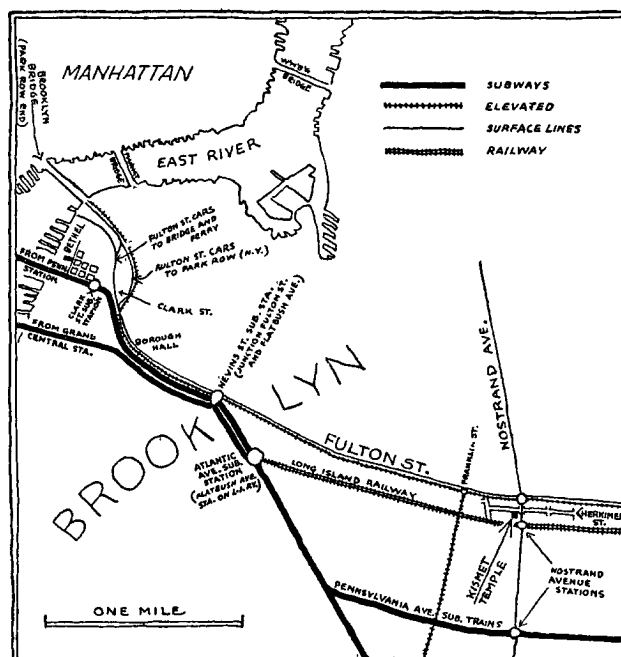 MANHATTAN
BROOKLYN
BRIDGE
(PARK ROW END)
WMB'G
BRIDGE
EAST RIVER
BRIDGE
SUBWAYS
ELEVATED
SURFACE LINES
RAILWAY
BETHEL
FULTON ST. CARS
TO BRIDGE AND
FERRY
FULTON ST. CARS
TO PARK ROW (N.Y.)
FROM PENN.
STATION
CLARK
ST. SUB.
STATION
CLARK ST.
FROM GRAND
CENTRAL STA.
BOROUGH
HALL
NEVINS ST. SUB. STA.
(JUNCTION FULTON ST.
AND FLATBUSH AVE.)
BROOKLYN
NOSTRAND AVE.
FULTON ST.
FRANKLIN ST.
ATLANTIC
AVE. SUB.
STATION
(FLATBUSH AVE.
STA. ON L.I. RY.)
LONG ISLAND RAILWAY
HERKIMER
ST.
KISMET
TEMPLE
NOSTRAND
AVENUE
STATIONS
PENNSYLVANIA AVE. SUB. TRAINS
ONE MILE